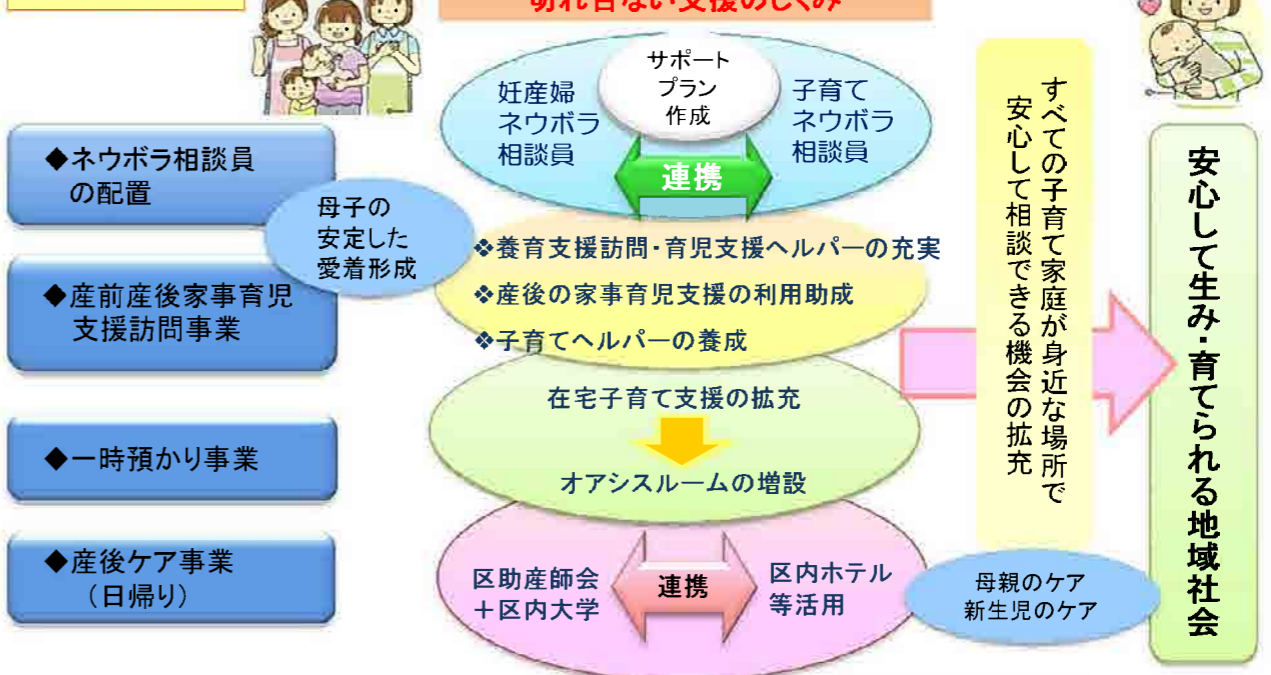 切れ目ない支援のしくみ
サポート
プラン
作成
妊産婦
ネウボラ
相談員
子育て
ネウボラ
相談員
連携
◆ネウボラ相談員
の配置
母子の
安定した
愛着形成
❖養育支援訪問・育児支援ヘルパーの充実
❖産後の家事育児支援の利用助成
❖子育てヘルパーの養成
◆産前産後家事育児
支援訪問事業
在宅子育て支援の拡充
オアシスルームの増設
◆一時預かり事業
◆産後ケア事業
（日帰り）
区助産師会
＋区内大学
連携
区内ホテル
等活用
母親のケア
新生児のケア
すべての子育て家庭が身近な場所で
安心して相談できる機会の拡充
安心して生み・育てられる地域社会